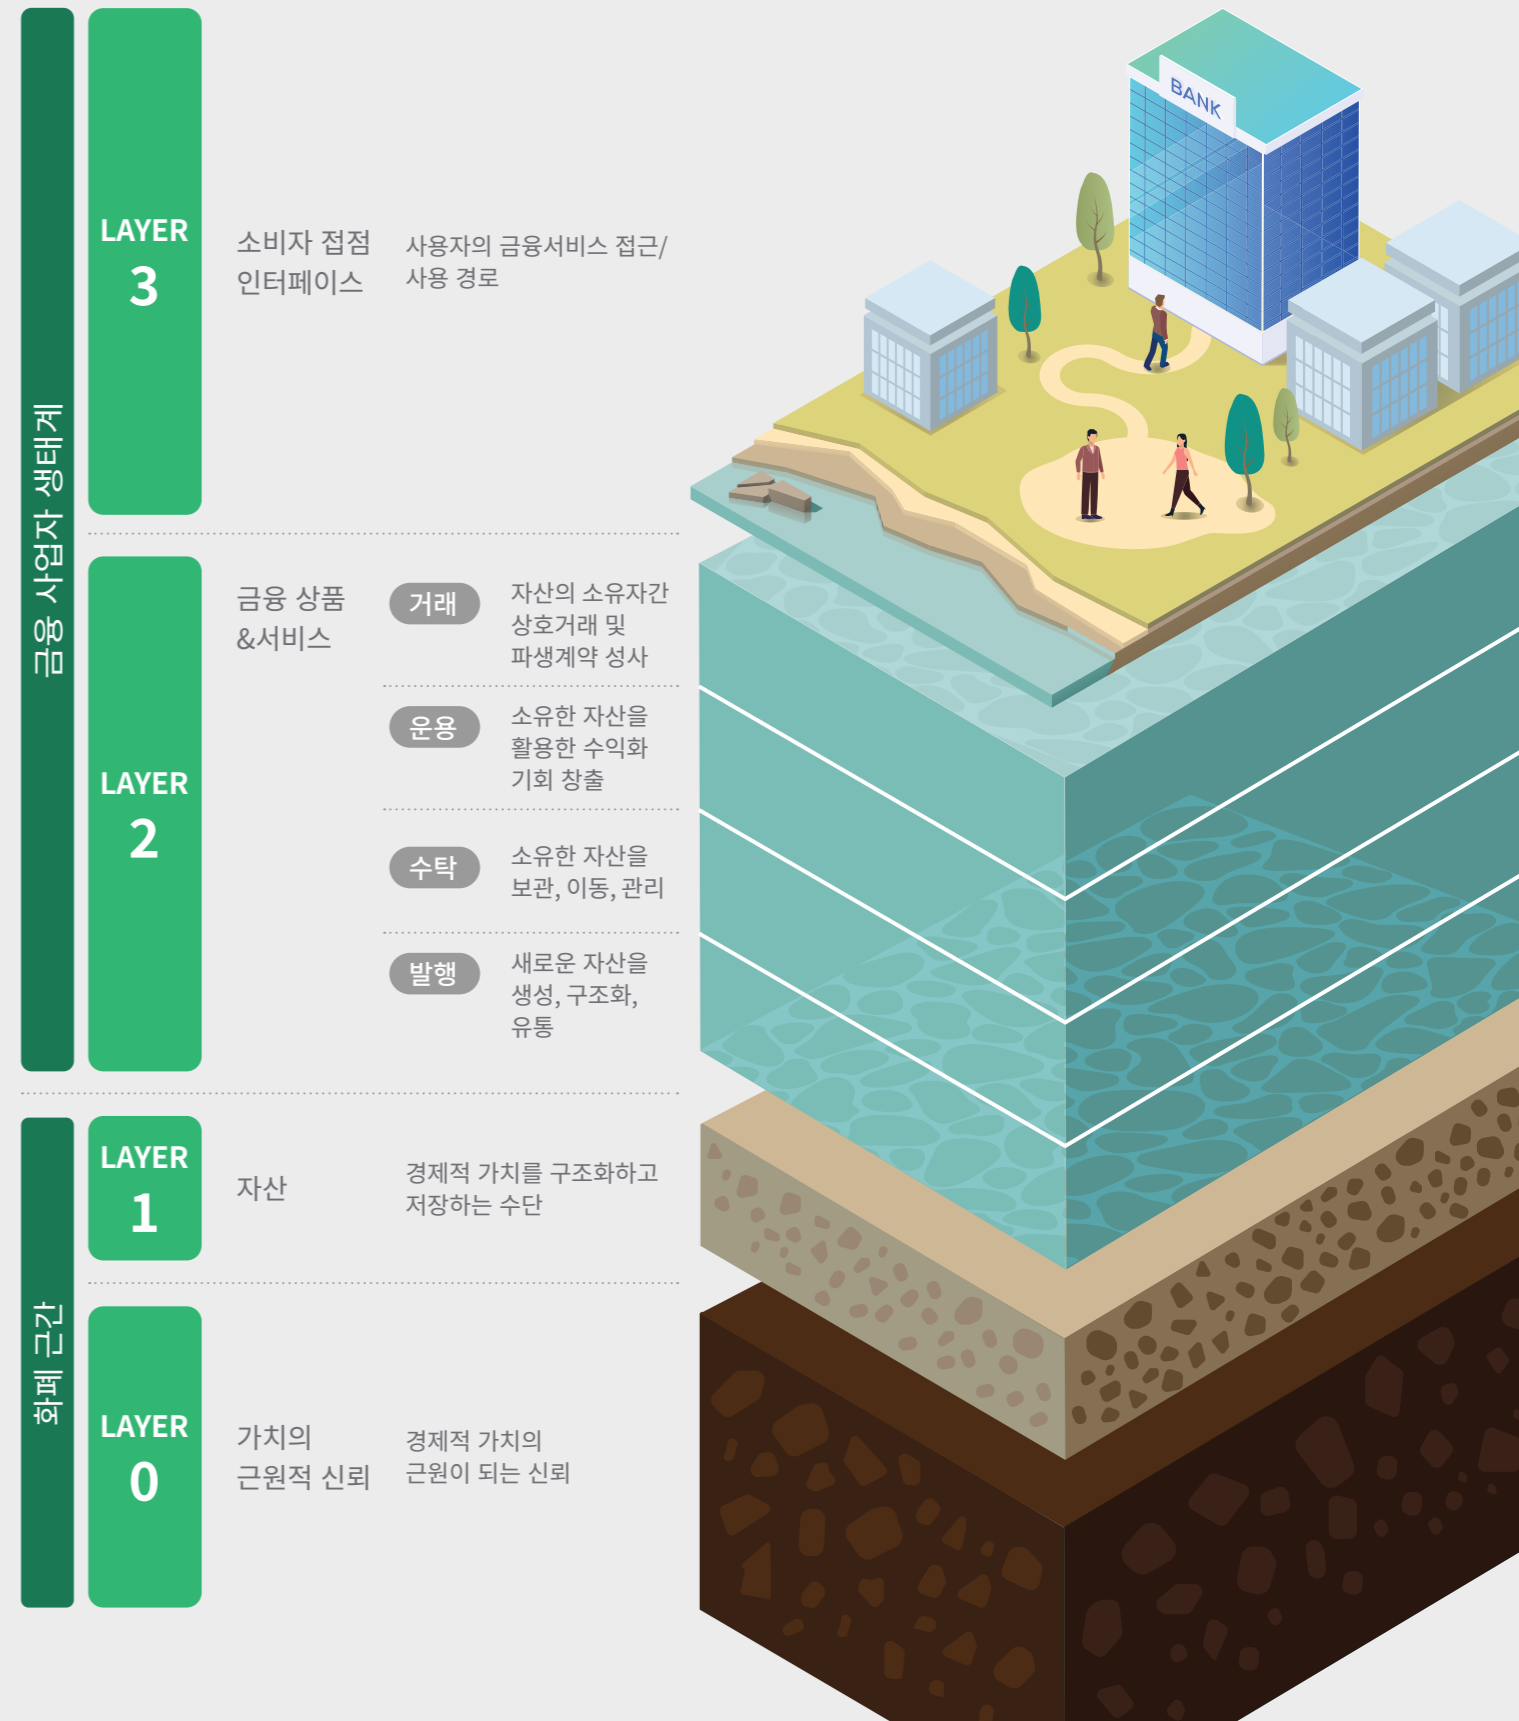 금융 사업자 생태계
LAYER
3
소비자 접점
인터페이스
사용자의 금융서비스 접근/
사용 경로
BANK
LAYER
2
금융 상품
&서비스
거래
자산의 소유자간
상호거래 및
파생계약 성사
운용
소유한 자산을
활용한 수익화
기회 창출
수탁
소유한 자산을
보관, 이동, 관리
발행
새로운 자산을
생성, 구조화,
유통
화폐 근간
LAYER
1
자산
경제적 가치를 구조화하고
저장하는 수단
LAYER
0
가치의
근원적 신뢰
경제적 가치의
근원이 되는 신뢰